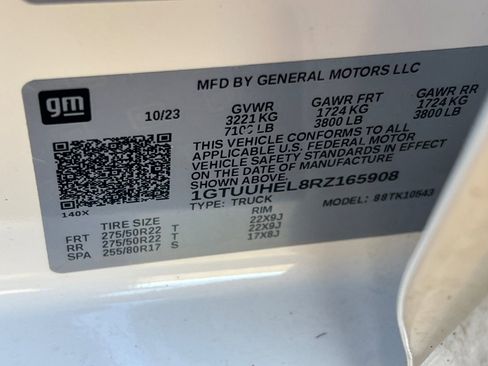 MFD BY GENERAL MOTORS LLC
gm
10/23 GVWR GAWR FRT GAWR RR
3221 KG 1724 KG 1724 KG
7100 LB 3800 LB 3800 LB
THIS VEHICLE CONFORMS TO ALL
APPLICABLE U.S. FEDERAL MOTOR
VEHICLE SAFETY STANDARDS IN EFFECT
ON THE DATE OF MANUFACTURE
SHOWN ABOVE.
1GTUUHEL8RZ165908
140X
TYPE: TRUCK MODEL: 88TK10543
TIRE SIZE RIM
FRT 275/50R22 T 22X9J
RR 275/50R22 T 22X9J
SPA 255/80R17 S 17X8J